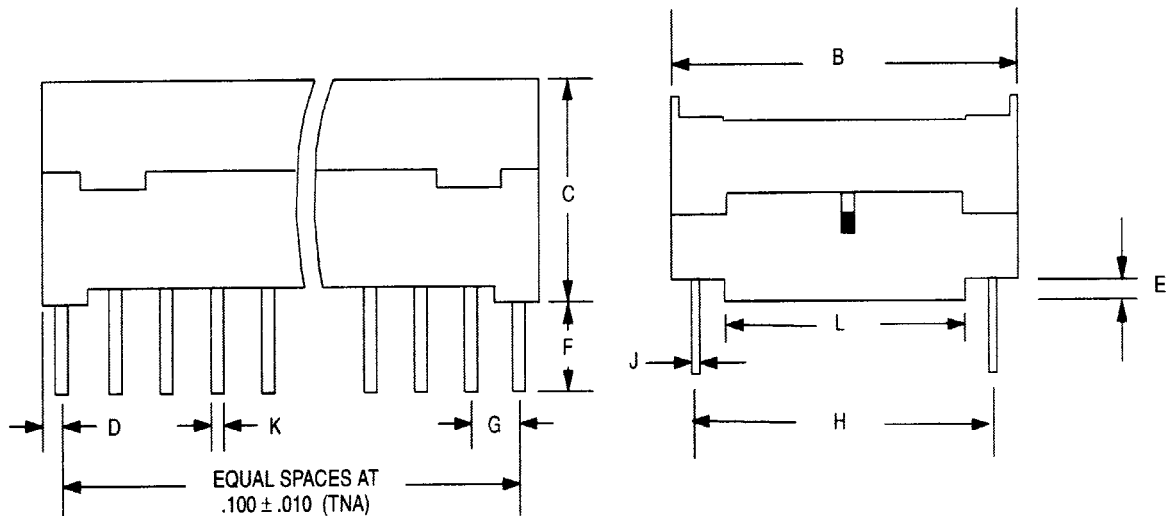 B
C
E
L
F
J
D
K
G
H
EQUAL SPACES AT
.100 ± .010 (TNA)